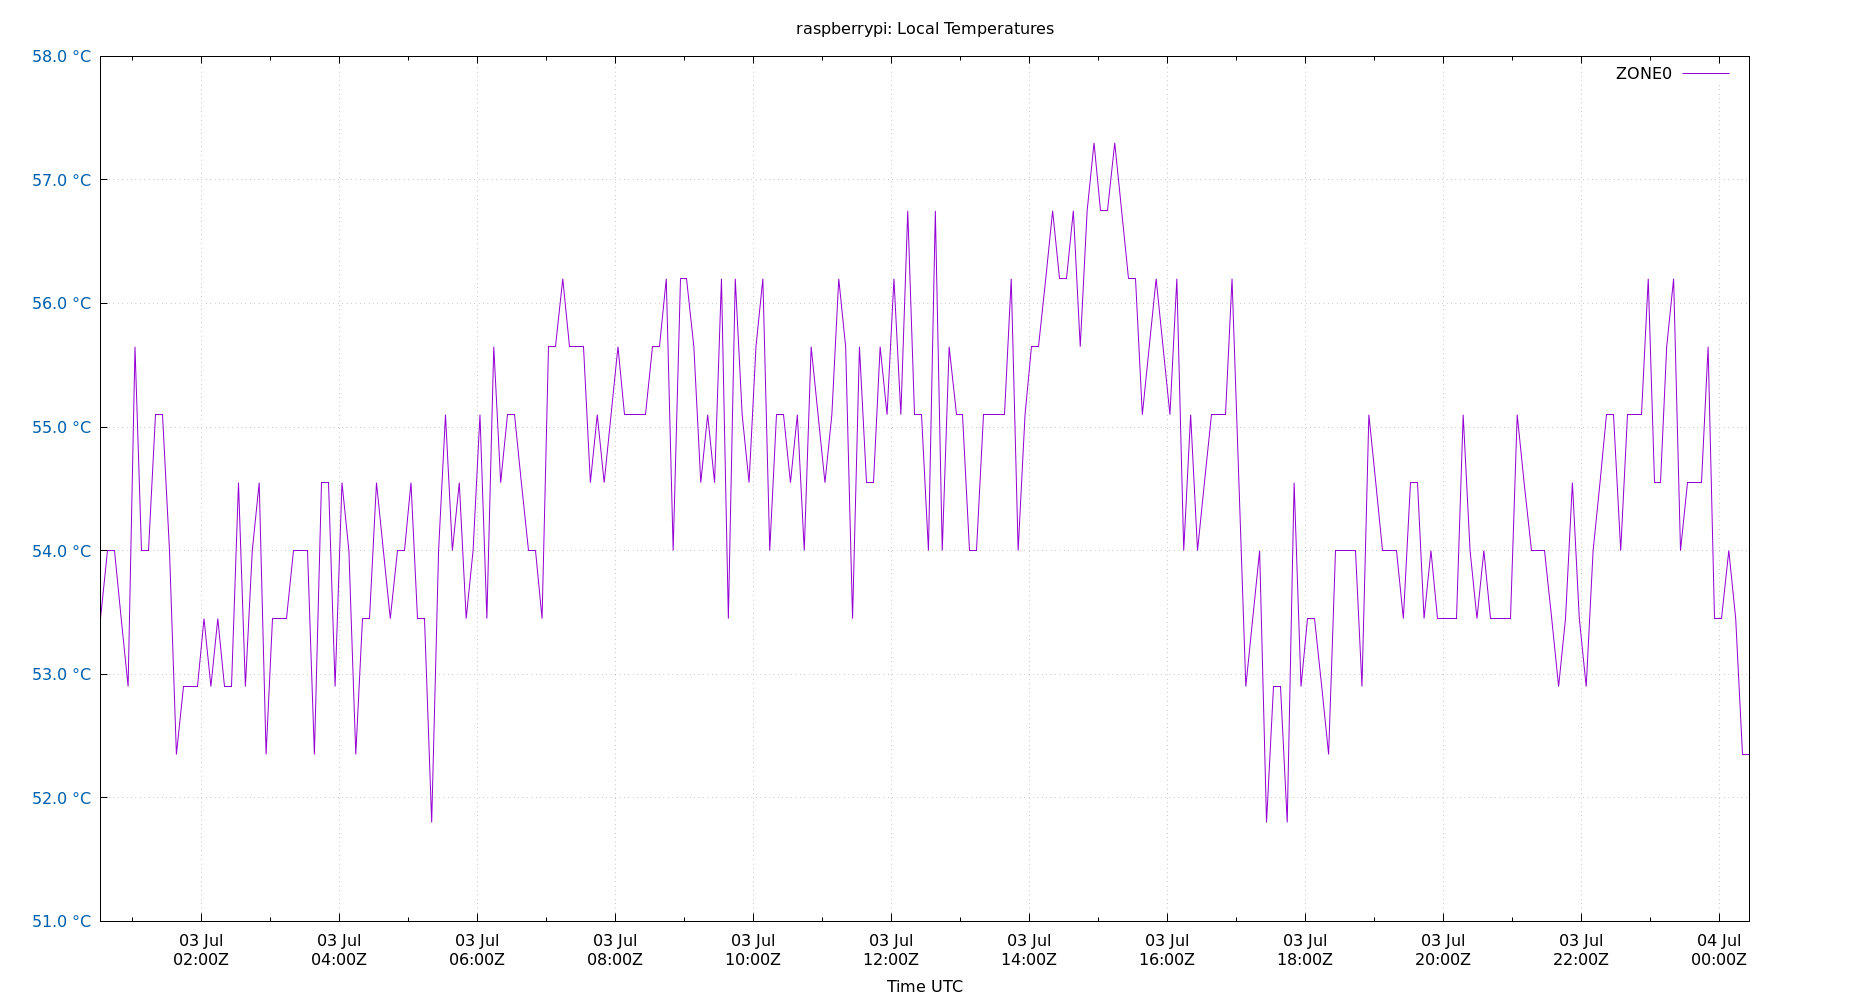 raspberrypi: Local Temperatures
58.0 °C
57.0 °C
56.0 °C
55.0 °C
54.0 °C
53.0 °C
52.0 °C
51.0 °C
ZONE0
03 Jul 02:00Z
03 Jul 04:00Z
03 Jul 06:00Z
03 Jul 08:00Z
03 Jul 10:00Z
03 Jul 12:00Z
03 Jul 14:00Z
03 Jul 16:00Z
03 Jul 18:00Z
03 Jul 20:00Z
03 Jul 22:00Z
04 Jul 00:00Z
Time UTC